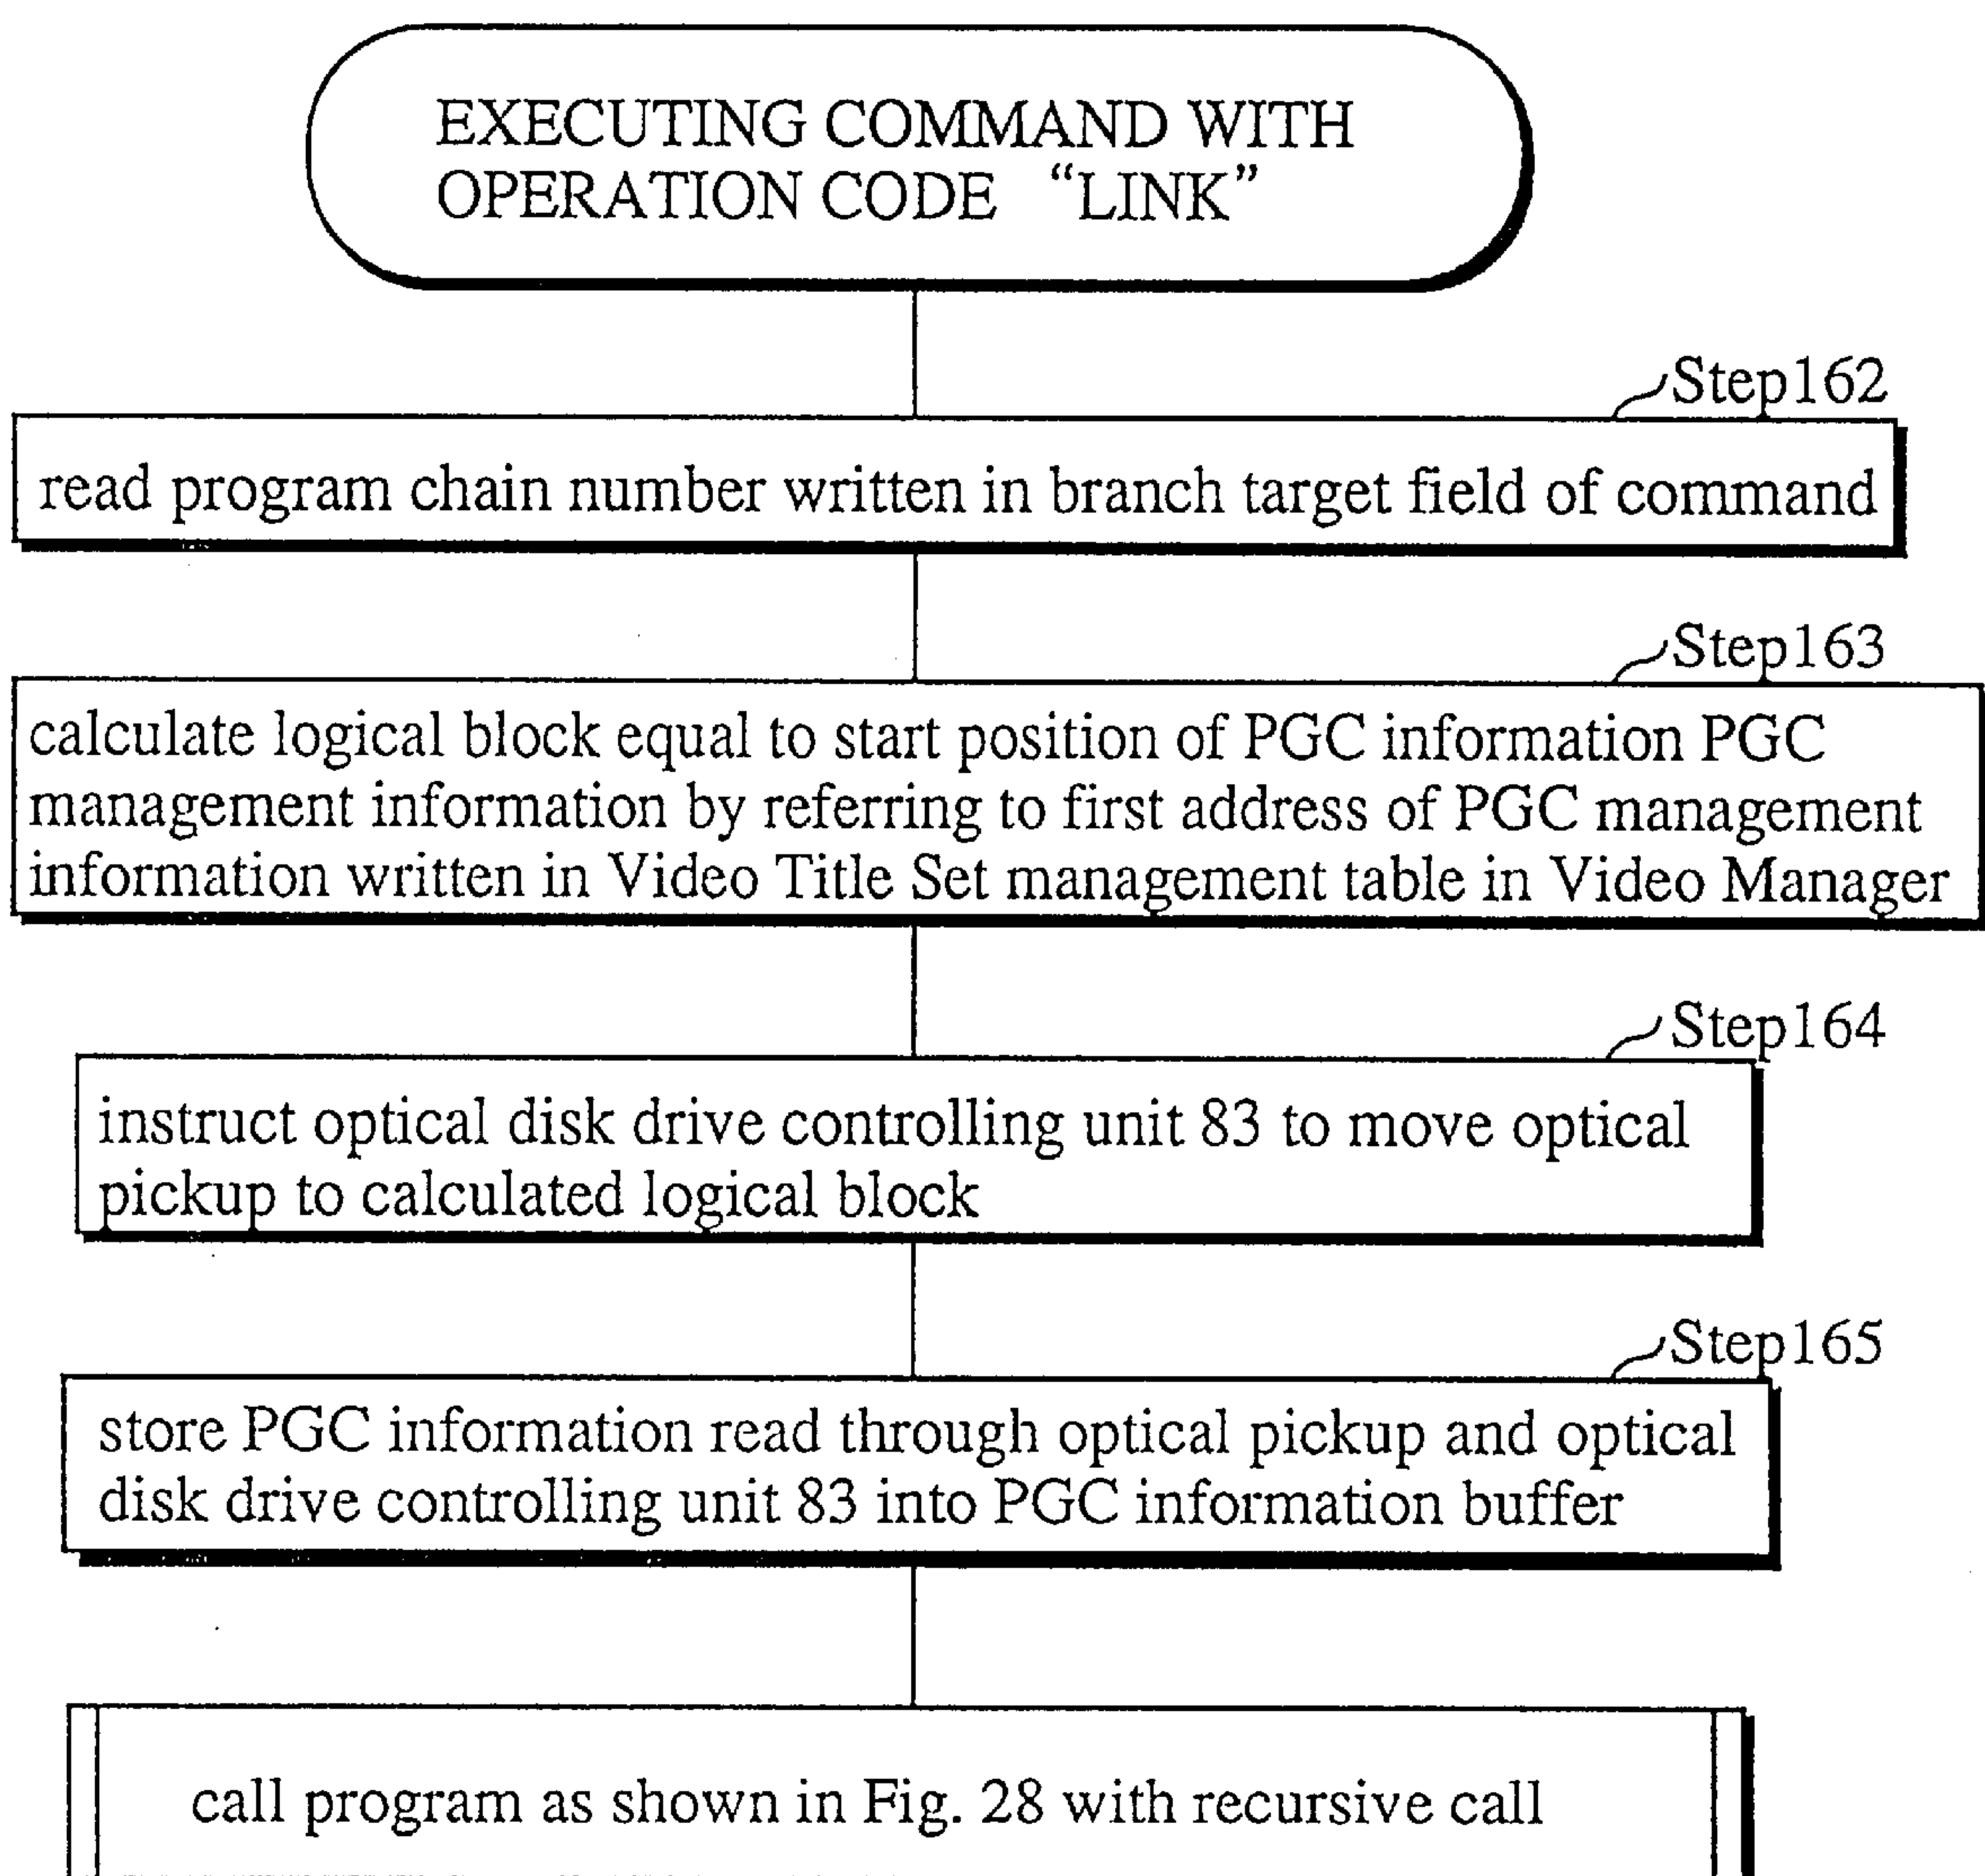 EXECUTING COMMAND WITH
OPERATION CODE “LINK”
Step162
read program chain number written in branch target field of command
Step163
calculate logical block equal to start position of PGC information PGC
management information by referring to first address of PGC management
information written in Video Title Set management table in Video Manager
Step164
instruct optical disk drive controlling unit 83 to move optical
pickup to calculated logical block
Step165
store PGC information read through optical pickup and optical
disk drive controlling unit 83 into PGC information buffer
call program as shown in Fig. 28 with recursive call